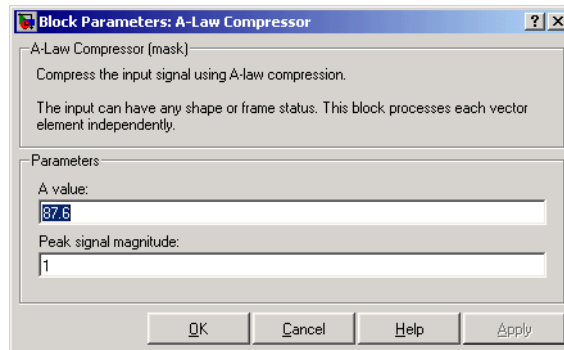 Block Parameters: A-Law Compressor
A-Law Compressor (mask)
Compress the input signal using A-law compression.
The input can have any shape or frame status. This block processes each vector
element independently.
Parameters
A value:
87.6
Peak signal magnitude:
1
OK Cancel Help Apply